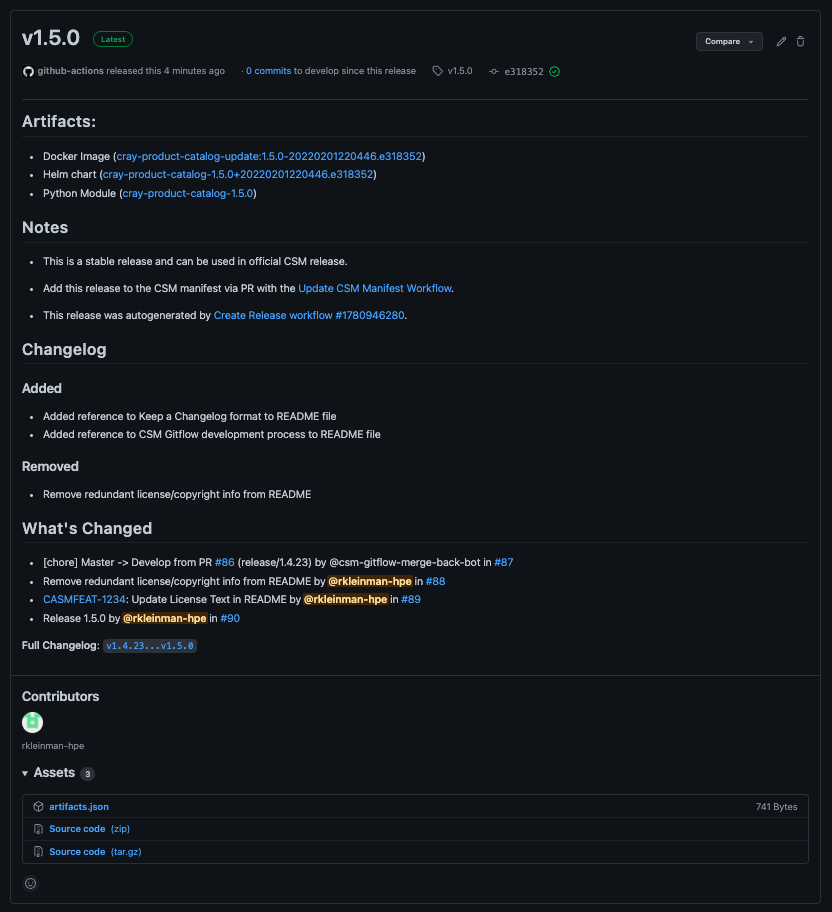 v1.5.0 Latest Compare
github-actions released this 4 minutes ago · 0 commits to develop since this release v1.5.0 e318352
Artifacts:
• Docker Image (cray-product-catalog-update:1.5.0-20220201220446.e318352)
• Helm chart (cray-product-catalog-1.5.0+20220201220446.e318352)
• Python Module (cray-product-catalog-1.5.0)
Notes
• This is a stable release and can be used in official CSM release.
• Add this release to the CSM manifest via PR with the Update CSM Manifest Workflow.
• This release was autogenerated by Create Release workflow #1780946280.
Changelog
Added
• Added reference to Keep a Changelog format to README file
• Added reference to CSM Gitflow development process to README file
Removed
• Remove redundant license/copyright info from README
What's Changed
• [chore] Master -> Develop from PR #86 (release/1.4.23) by @csm-gitflow-merge-back-bot in #87
• Remove redundant license/copyright info from README by @rkleinman-hpe in #88
• CASMFEAT-1234: Update License Text in README by @rkleinman-hpe in #89
• Release 1.5.0 by @rkleinman-hpe in #90
Full Changelog: v1.4.23...v1.5.0
Contributors
rkleinman-hpe
Assets 3
artifacts.json 741 Bytes
Source code (zip)
Source code (tar.gz)